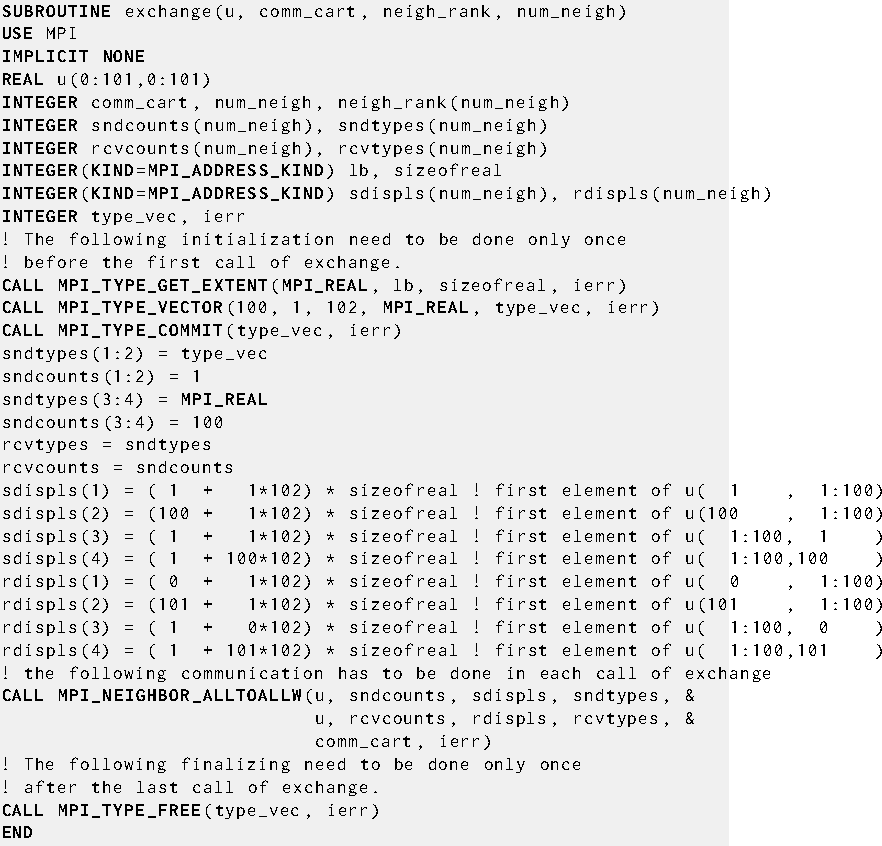 SUBROUTINE exchange(u, comm_cart, neigh_rank, num_neigh)
USE MPI
IMPLICIT NONE
REAL u(0:101,0:101)
INTEGER comm_cart, num_neigh, neigh_rank(num_neigh)
INTEGER sndcounts(num_neigh), sndtypes(num_neigh)
INTEGER rcvcounts(num_neigh), rcvtypes(num_neigh)
INTEGER(KIND=MPI_ADDRESS_KIND) lb, sizeofreal
INTEGER(KIND=MPI_ADDRESS_KIND) sdispls(num_neigh), rdispls(num_neigh)
INTEGER type_vec, ierr
! The following initialization need to be done only once
! before the first call of exchange.
CALL MPI_TYPE_GET_EXTENT(MPI_REAL, lb, sizeofreal, ierr)
CALL MPI_TYPE_VECTOR(100, 1, 102, MPI_REAL, type_vec, ierr)
CALL MPI_TYPE_COMMIT(type_vec, ierr)
sndtypes(1:2) = type_vec
sndcounts(1:2) = 1
sndtypes(3:4) = MPI_REAL
sndcounts(3:4) = 100
rcvtypes = sndtypes
rcvcounts = sndcounts
sdispls(1) = ( 1  +   1*102) * sizeofreal ! first element of u(  1    ,  1:100)
sdispls(2) = (100 +   1*102) * sizeofreal ! first element of u(100    ,  1:100)
sdispls(3) = ( 1  +   1*102) * sizeofreal ! first element of u(  1:100,  1    )
sdispls(4) = ( 1  + 100*102) * sizeofreal ! first element of u(  1:100,100    )
rdispls(1) = ( 0  +   1*102) * sizeofreal ! first element of u(  0    ,  1:100)
rdispls(2) = (101 +   1*102) * sizeofreal ! first element of u(101    ,  1:100)
rdispls(3) = ( 1  +   0*102) * sizeofreal ! first element of u(  1:100,  0    )
rdispls(4) = ( 1  + 101*102) * sizeofreal ! first element of u(  1:100,101    )
! the following communication has to be done in each call of exchange
CALL MPI_NEIGHBOR_ALLTOALLW(u, sndcounts, sdispls, sndtypes, &
                            u, rcvcounts, rdispls, rcvtypes, &
                            comm_cart, ierr)
! The following finalizing need to be done only once
! after the last call of exchange.
CALL MPI_TYPE_FREE(type_vec, ierr)
END